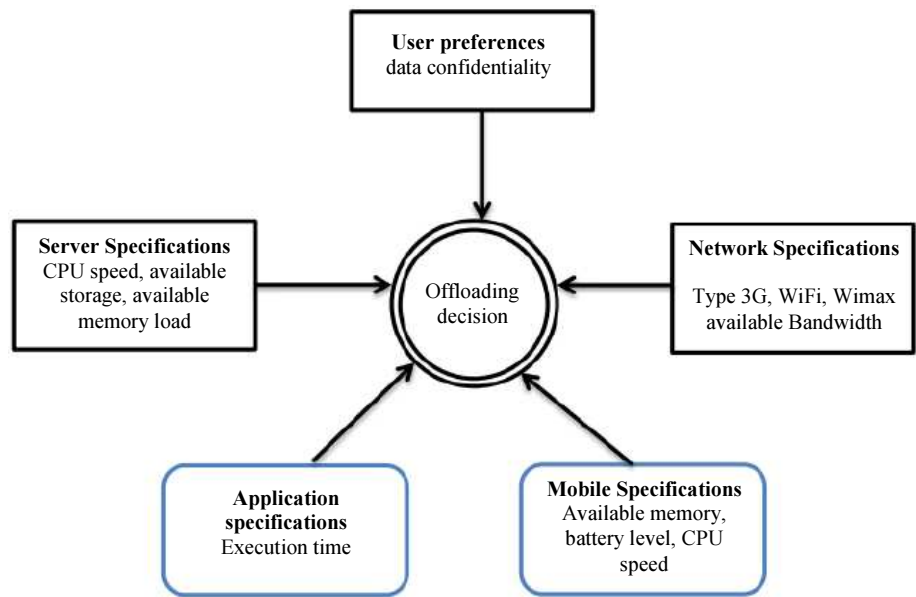 User preferences
data confidentiality
Server Specifications
CPU speed, available
storage, available
memory load
Offloading
decision
Network Specifications
Type 3G, WiFi, Wimax
available Bandwidth
Application
specifications
Execution time
Mobile Specifications
Available memory,
battery level, CPU
speed